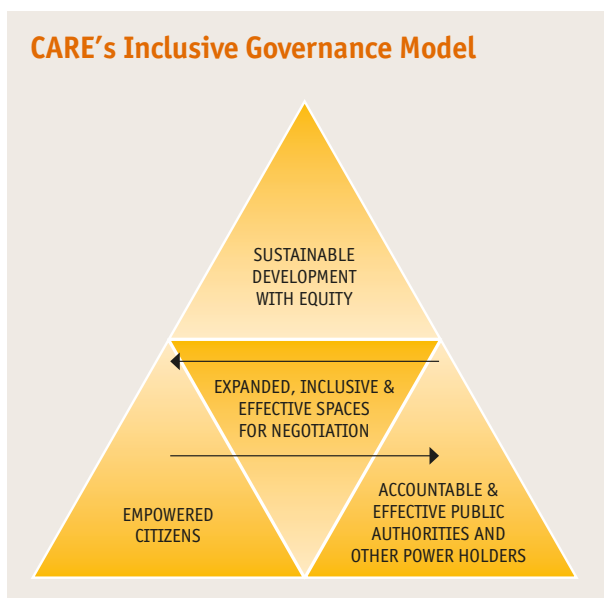 CARE's Inclusive Governance Model
SUSTAINABLE
DEVELOPMENT
WITH EQUITY
EXPANDED, INCLUSIVE &
EFFECTIVE SPACES
FOR NEGOTIATION
EMPOWERED
CITIZENS
ACCOUNTABLE &
EFFECTIVE PUBLIC
AUTHORITIES AND
OTHER POWER HOLDERS